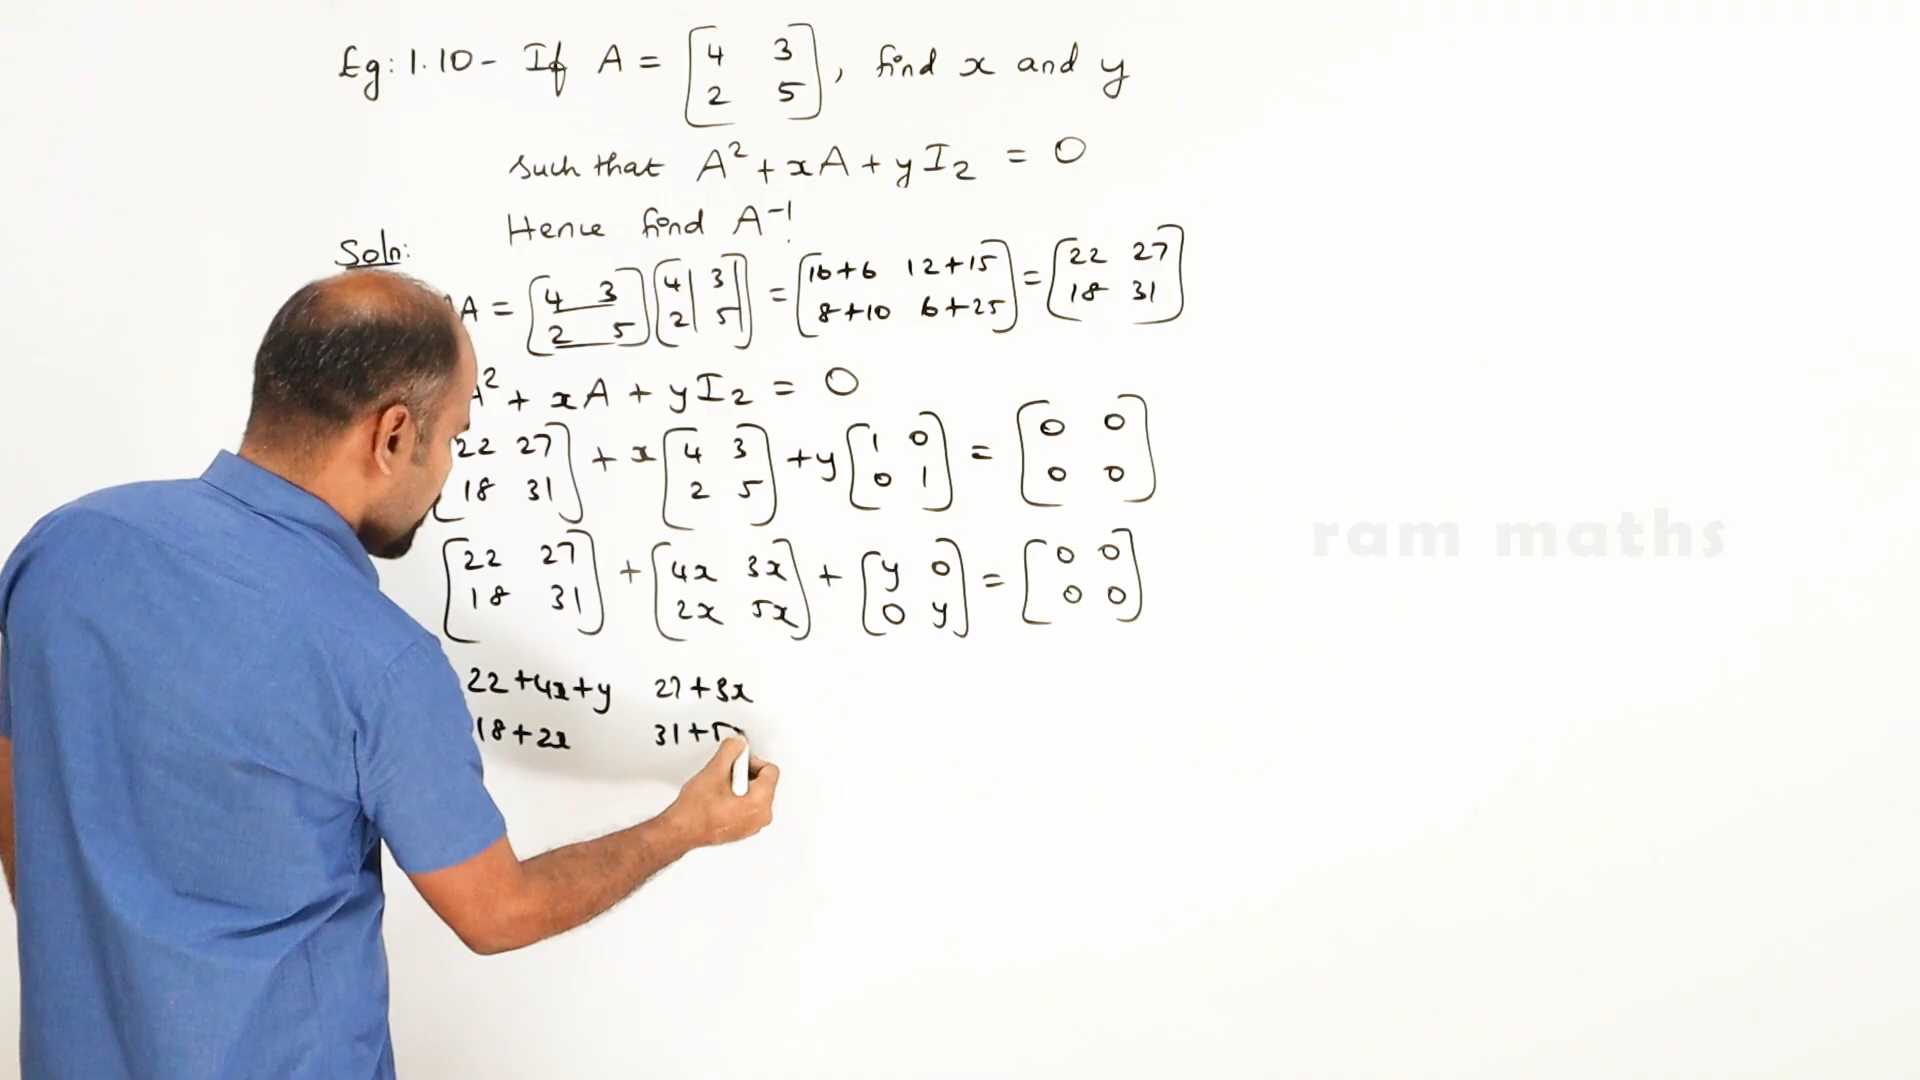 Eg: 1.10 - If A = [4 3 2 5], find x and y
such that A² + xA + yI₂ = 0
Hence find A⁻¹.
Soln:
A = [4 3 2 5] [4 3 2 5] = [16+6 12+15 8+10 6+25] = [22 27 18 31]
A² + xA + yI₂ = 0
[22 27 18 31] + x [4 3 2 5] + y [1 0 0 1] = [0 0 0 0]
[22 27 18 31] + [4x 3x 2x 5x] + [y 0 0 y] = [0 0 0 0]
22+4x+y 27+3x
18+2x 31+5
ram maths